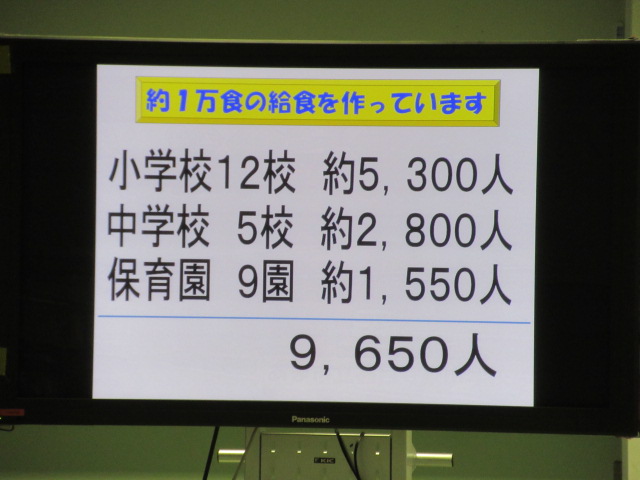 約1万食の給食を作っています
小学校12校 約5,300人
中学校 5校 約2,800人
保育園 9園 約1,550人
9,650人
Panasonic